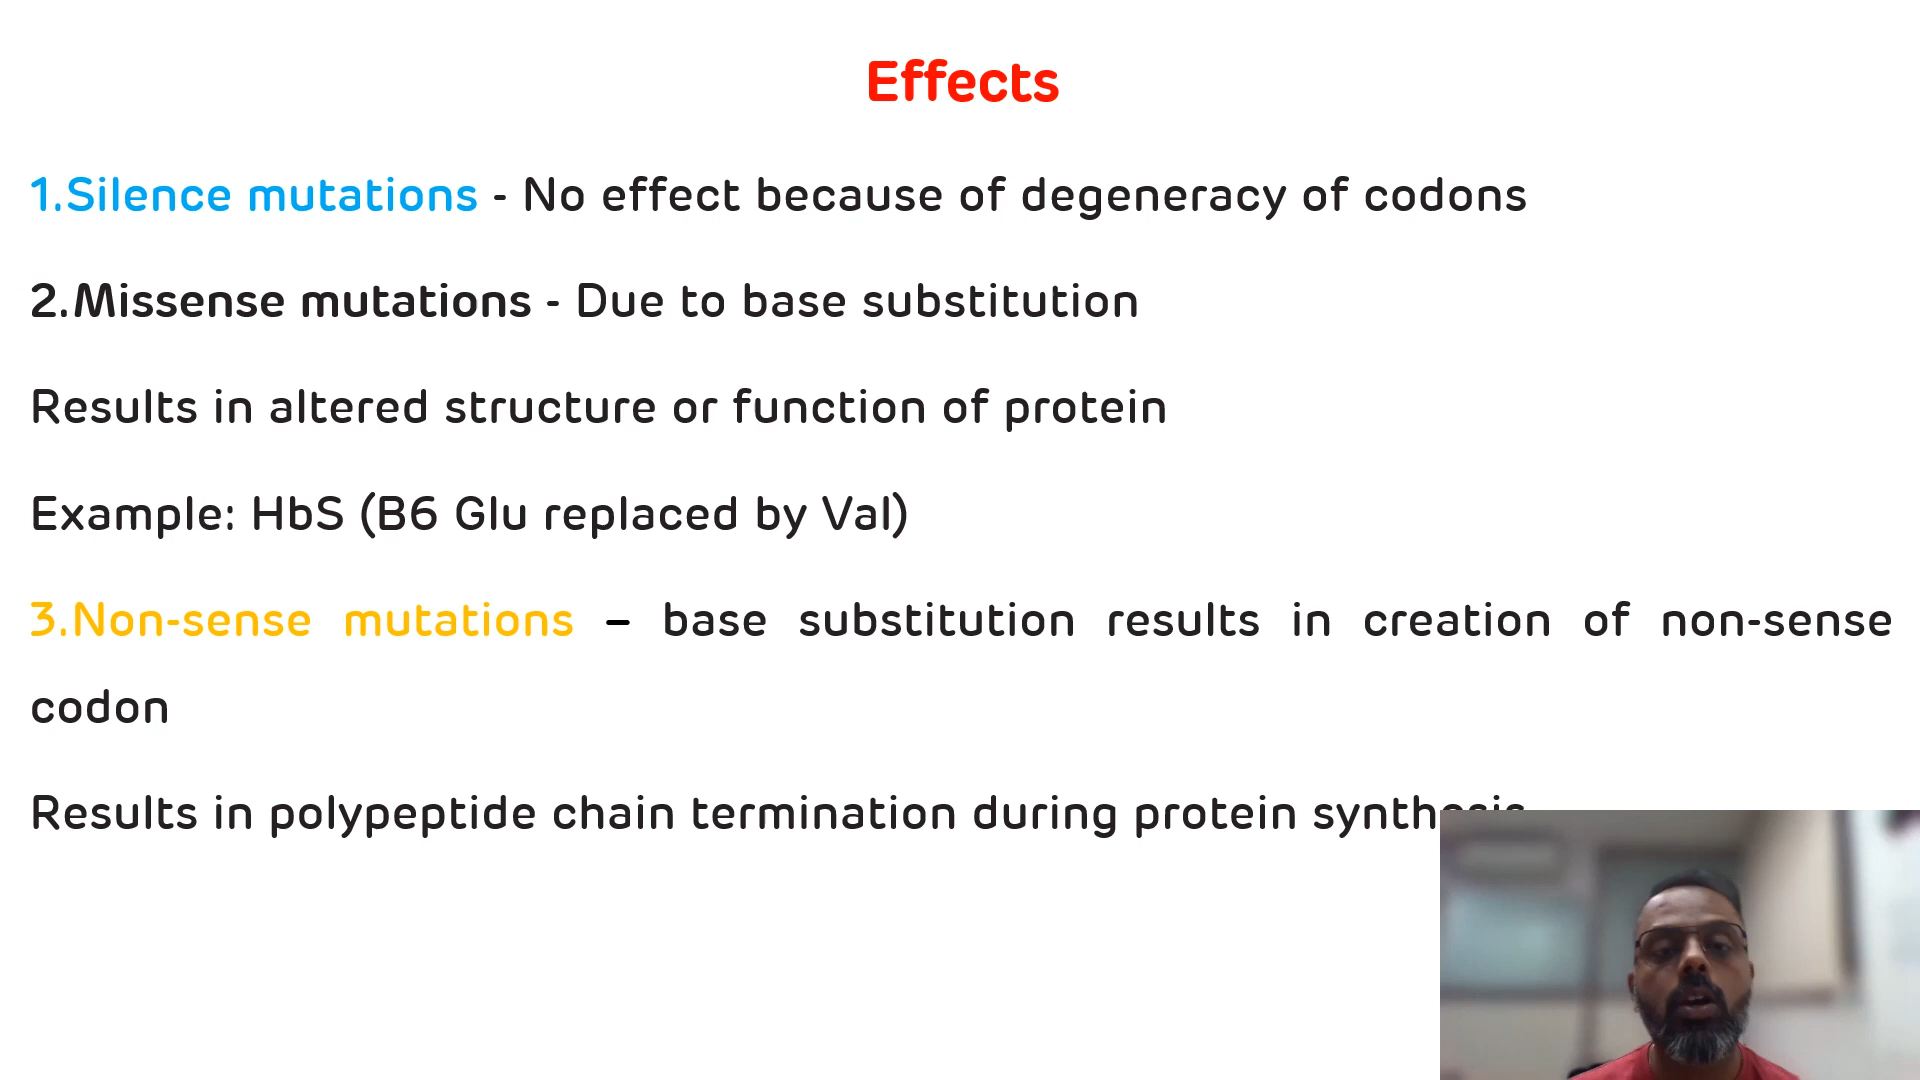 Effects
1.Silence mutations - No effect because of degeneracy of codons
2.Missense mutations - Due to base substitution
Results in altered structure or function of protein
Example: HbS (B6 Glu replaced by Val)
3.Non-sense mutations – base substitution results in creation of non-sense
codon
Results in polypeptide chain termination during protein synthesis